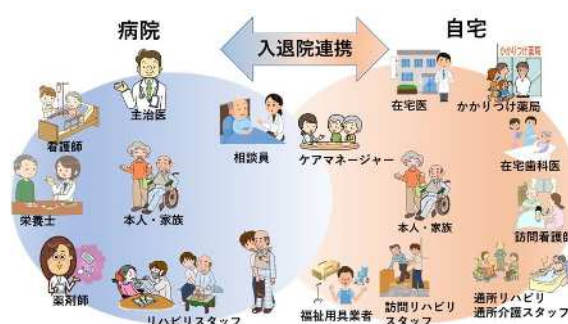 病院
入退院連携
自宅
主治医
看護師
相談員
栄養士
本人・家族
薬剤師
リハビリスタッフ
ケアマネージャー
在宅医
かかりつけ薬局
在宅歯科医
本人・家族
訪問看護師
福祉用具業者
訪問リハビリ
スタッフ
通所リハビリ
通所介護スタッフ